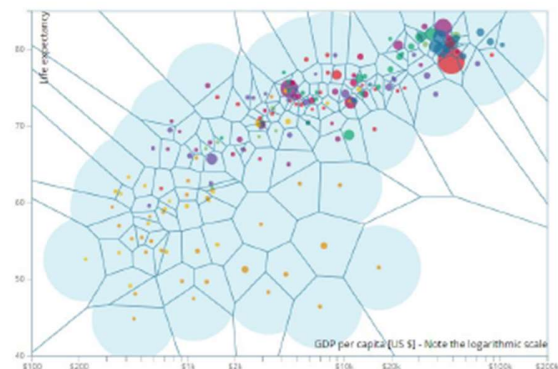 Life expectancy
80
70
60
50
40
GDP per capita [US $] - Note the logarithmic scale
$100 $200 $1k $2k $10k $20k $100k $200k